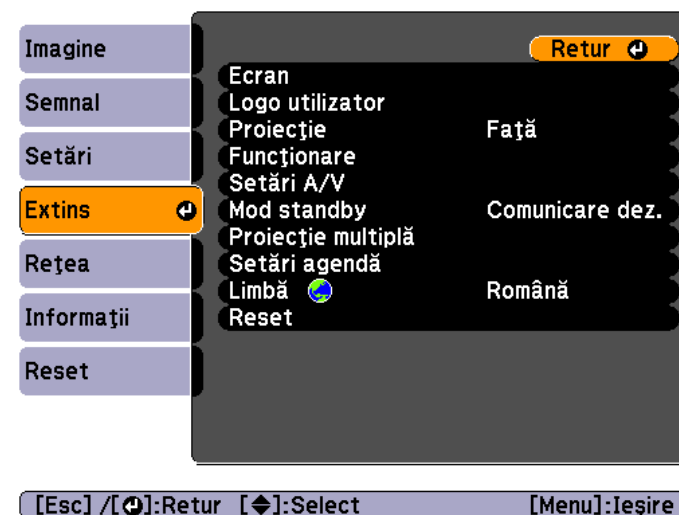 Imagine
Semnal
Setări
Extins
Reţea
Informaţii
Reset
Retur
Ecran
Logo utilizator
Proiecţie Faţă
Funcţionare
Setări A/V
Mod standby Comunicare dez.
Proiecţie multiplă
Setări agendă
Limbă Română
Reset
[Esc] /[⏎]:Retur [◆]:Select [Menu]:Ieşire